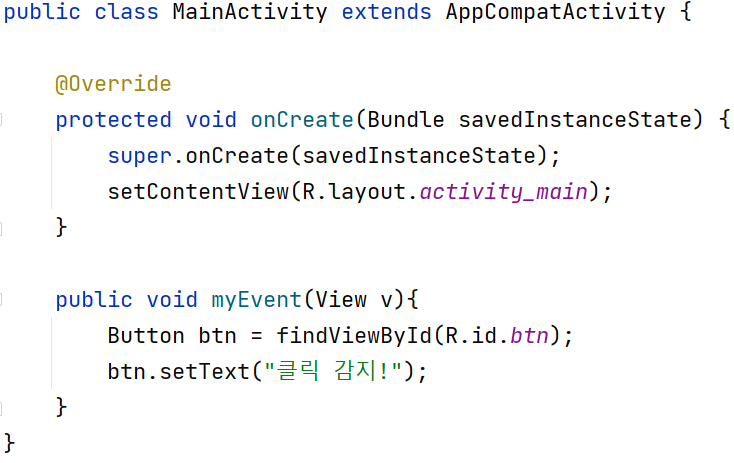 public class MainActivity extends AppCompatActivity {
@Override
protected void onCreate(Bundle savedInstanceState) {
super.onCreate(savedInstanceState);
setContentView(R.layout.activity_main);
}
public void myEvent(View v){
Button btn = findViewById(R.id.btn);
btn.setText("클릭 감지!");
}
}